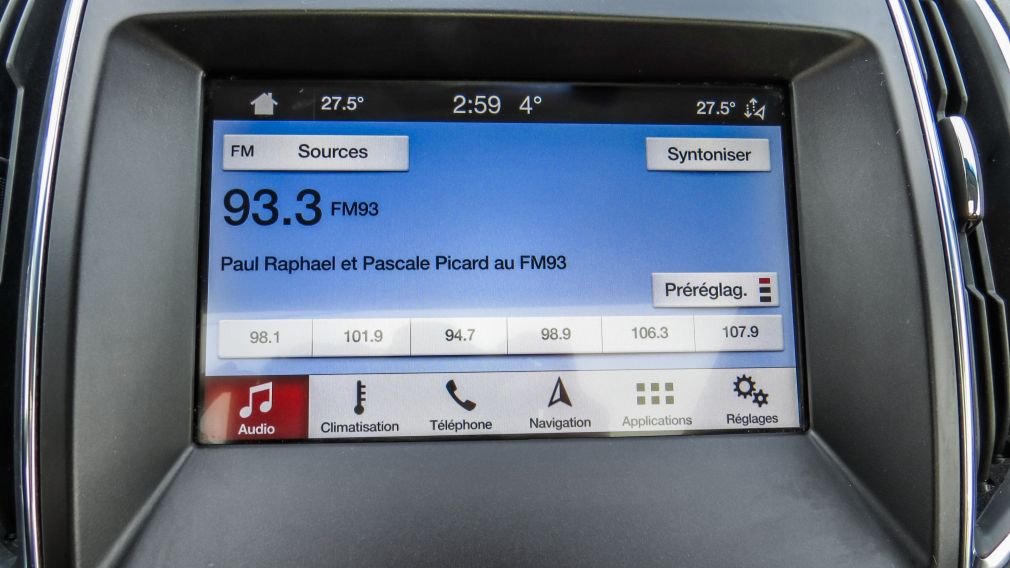 27.5° 2:59 4° 27.5°
FM Sources Syntoniser
93.3 FM93
Paul Raphael et Pascale Picard au FM93
Préréglag.
98.1 101.9 94.7 98.9 106.3 107.9
Audio Climatisation Téléphone Navigation Applications Réglages